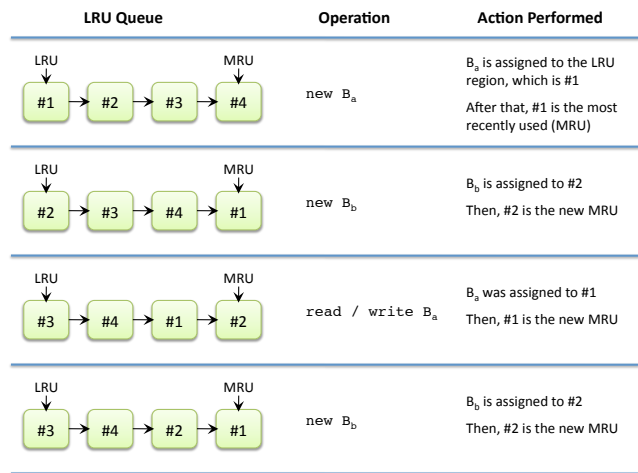 LRU Queue Operation Action Performed
LRU MRU
#1 #2 #3 #4
new Ba
Ba is assigned to the LRU
region, which is #1
After that, #1 is the most
recently used (MRU)
LRU MRU
#2 #3 #4 #1
new Bb
Bb is assigned to #2
Then, #2 is the new MRU
LRU MRU
#3 #4 #1 #2
read / write Ba
Ba was assigned to #1
Then, #1 is the new MRU
LRU MRU
#3 #4 #2 #1
new Bb
Bb is assigned to #2
Then, #2 is the new MRU